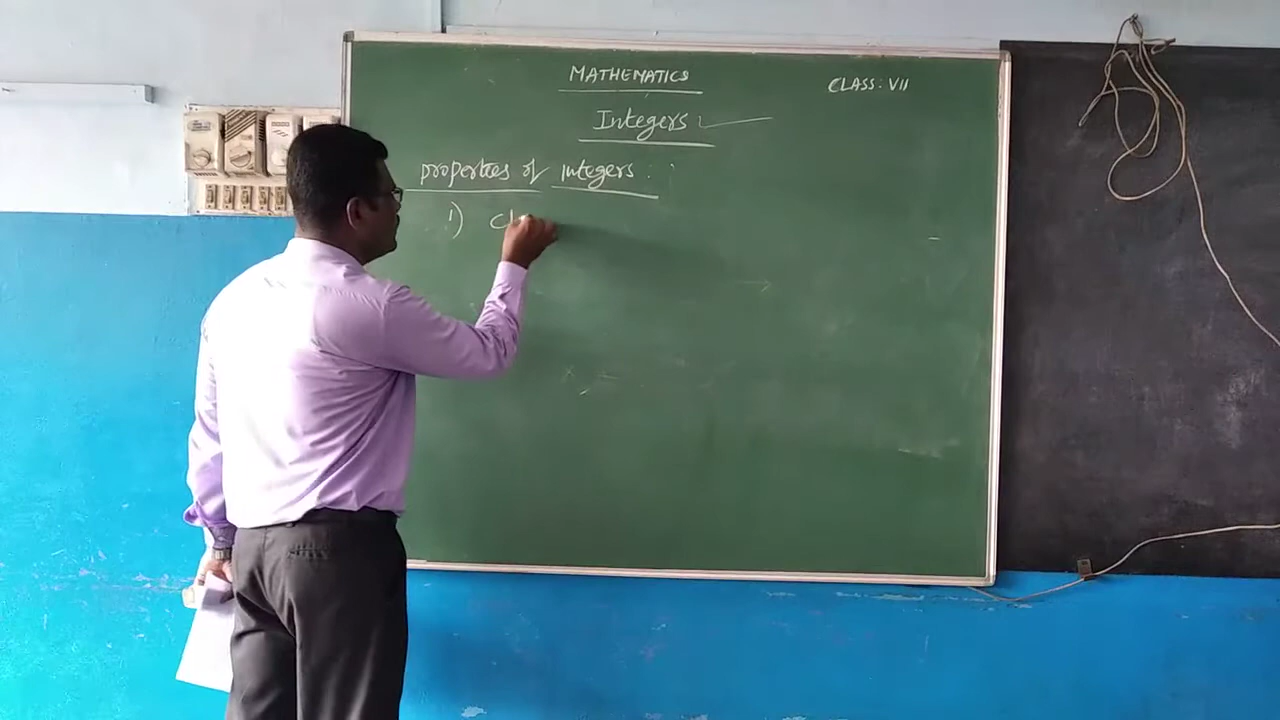 MATHEMATICS
CLASS: VII
Integers
properties of integers:
1) Cl